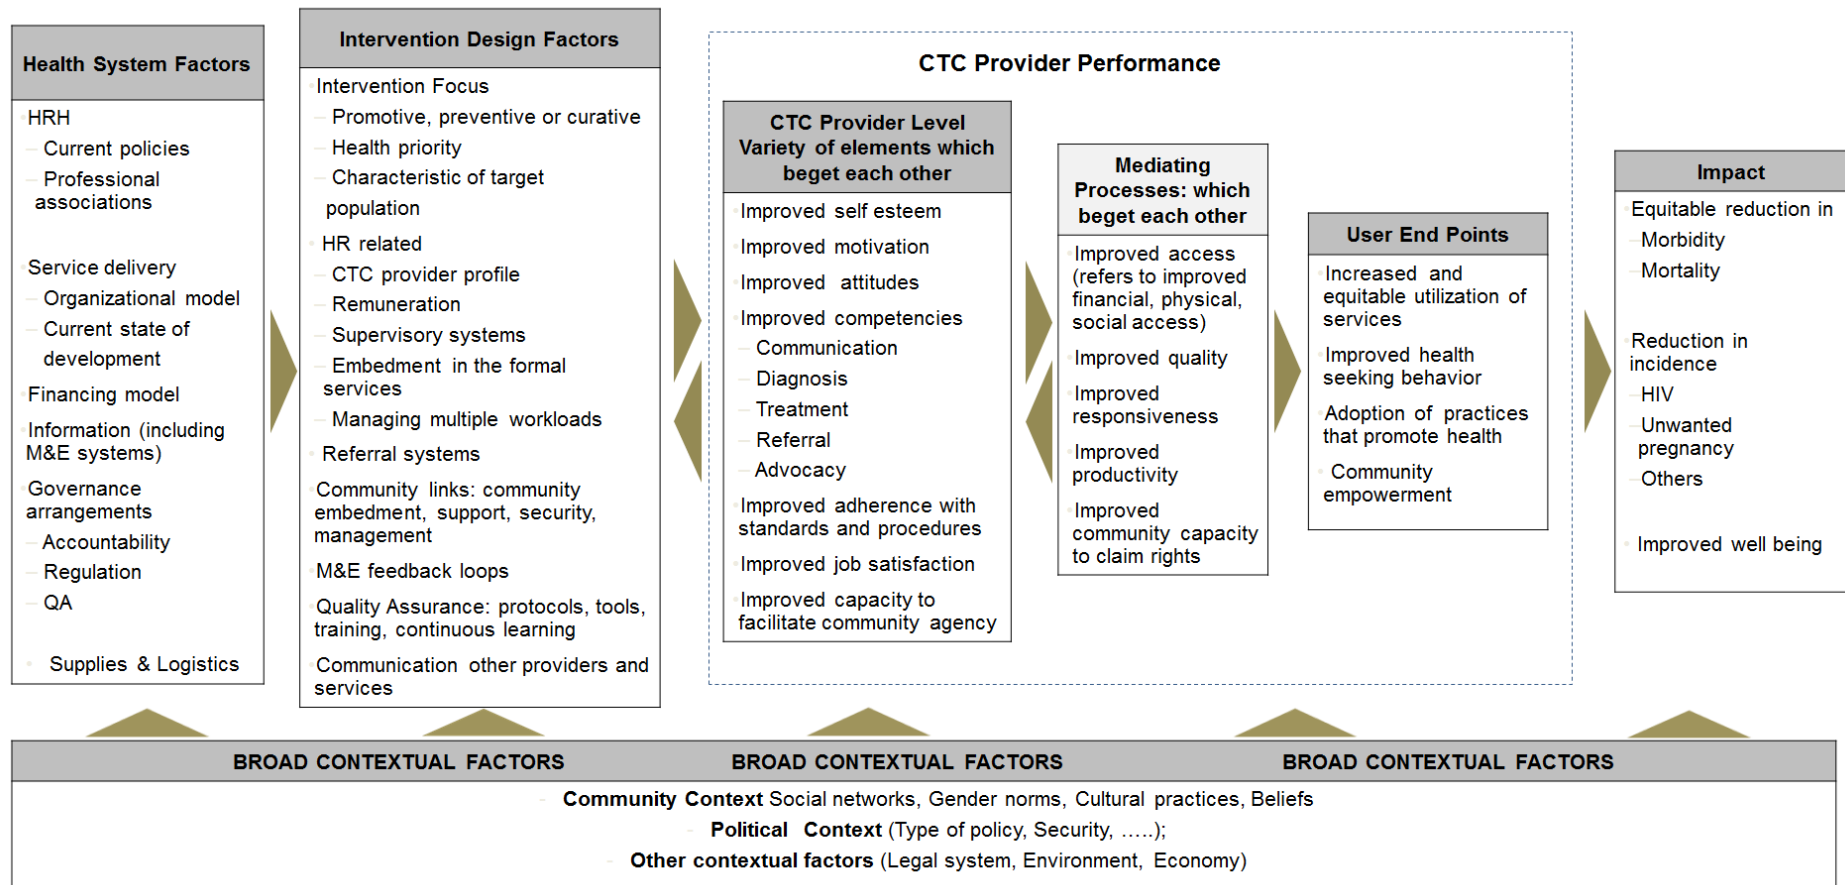 Health System Factors
HRH
– Current policies
– Professional
associations
Service delivery
– Organizational model
– Current state of
development
Financing model
Information (including
M&E systems)
Governance
arrangements
– Accountability
– Regulation
– QA
Supplies & Logistics
Intervention Design Factors
Intervention Focus
– Promotive, preventive or curative
– Health priority
– Characteristic of target
population
HR related
– CTC provider profile
– Remuneration
– Supervisory systems
– Embedment in the formal
services
– Managing multiple workloads
Referral systems
Community links: community
embedment, support, security,
management
M&E feedback loops
Quality Assurance: protocols, tools,
training, continuous learning
Communication other providers and
services
CTC Provider Performance
CTC Provider Level
Variety of elements which
beget each other
Improved self esteem
Improved motivation
Improved attitudes
Improved competencies
– Communication
– Diagnosis
– Treatment
– Referral
– Advocacy
Improved adherence with
standards and procedures
Improved job satisfaction
Improved capacity to
facilitate community agency
Mediating
Processes: which
beget each other
Improved access
(refers to improved
financial, physical,
social access)
Improved quality
Improved
responsiveness
Improved
productivity
Improved
community capacity
to claim rights
User End Points
Increased and
equitable utilization of
services
Improved health
seeking behavior
Adoption of practices
that promote health
Community
empowerment
Impact
Equitable reduction in
– Morbidity
– Mortality
Reduction in
incidence
– HIV
– Unwanted
pregnancy
– Others
Improved well being
BROAD CONTEXTUAL FACTORS
BROAD CONTEXTUAL FACTORS
BROAD CONTEXTUAL FACTORS
- Community Context Social networks, Gender norms, Cultural practices, Beliefs
- Political Context (Type of policy, Security, …..);
- Other contextual factors (Legal system, Environment, Economy)